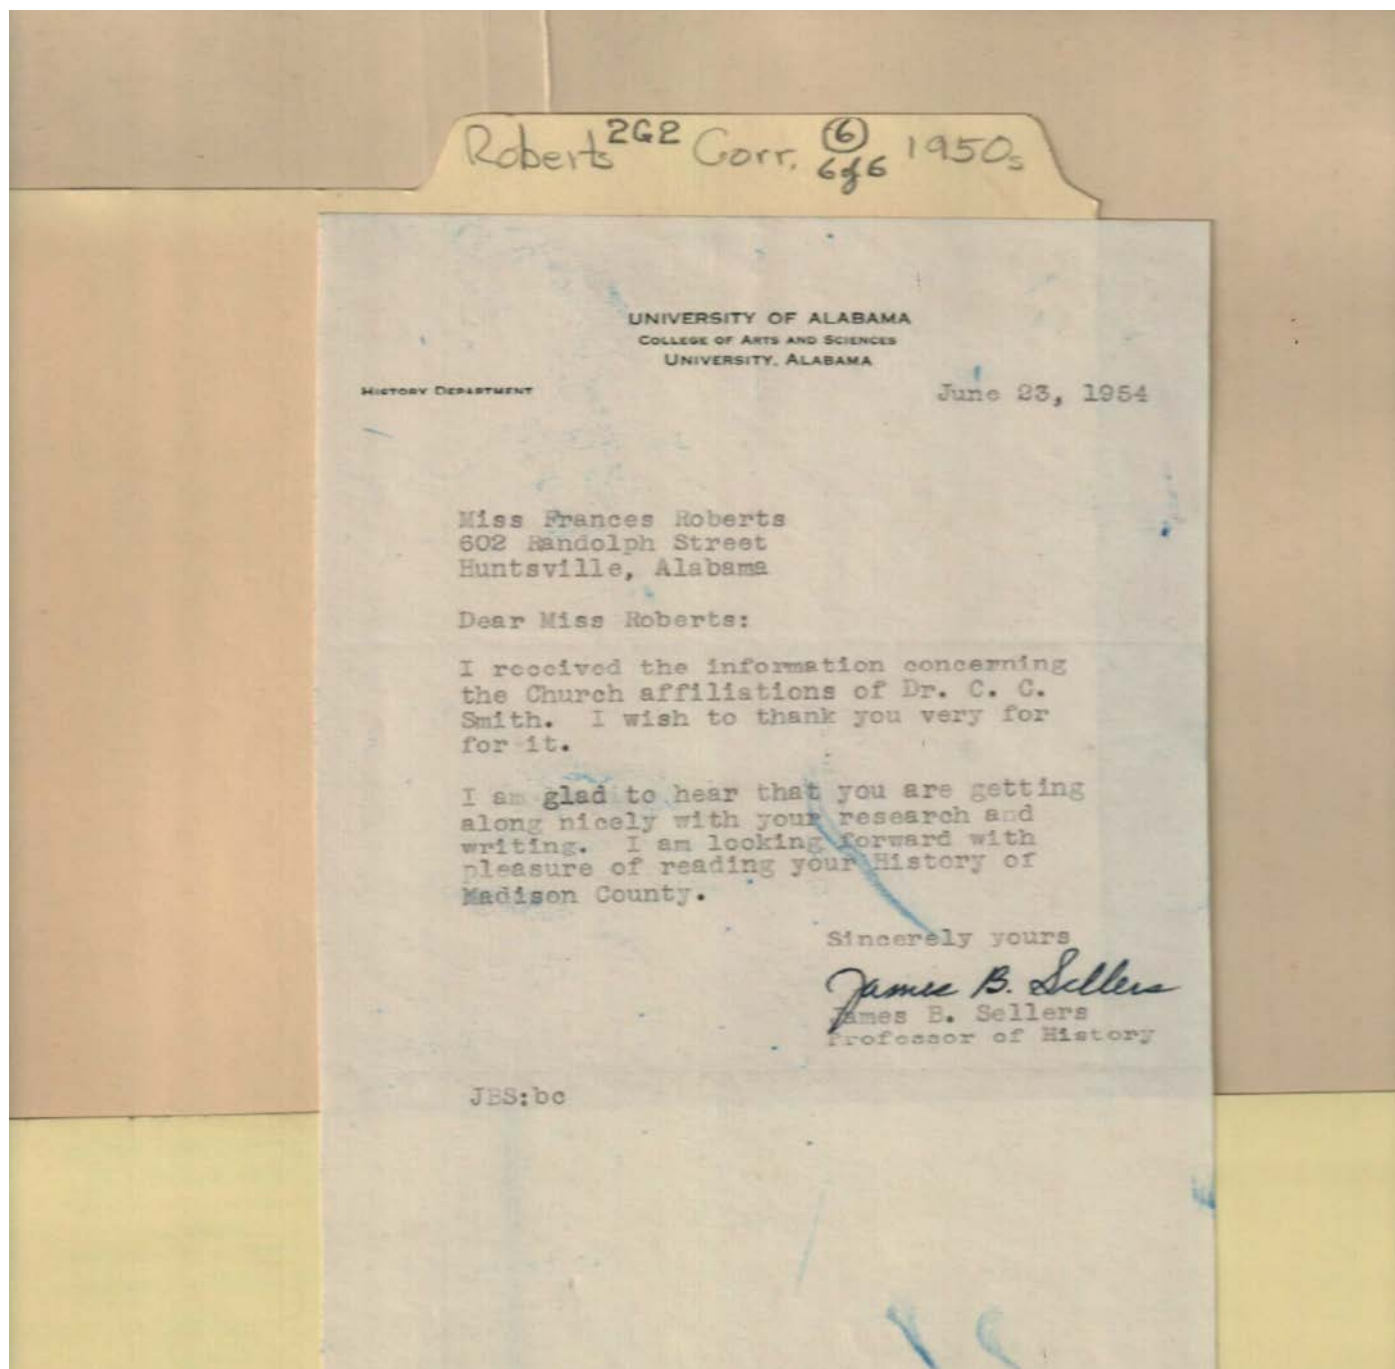 Roberts 2G2 Corr. 6 1950s
6 of 6
UNIVERSITY OF ALABAMA
COLLEGE OF ARTS AND SCIENCES
UNIVERSITY, ALABAMA
HISTORY DEPARTMENT
June 23, 1954
Miss Frances Roberts
602 Randolph Street
Huntsville, Alabama
Dear Miss Roberts:
I received the information concerning
the Church affiliations of Dr. C. C.
Smith. I wish to thank you very for
for it.
I am glad to hear that you are getting
along nicely with your research and
writing. I am looking forward with
pleasure of reading your History of
Madison County.
Sincerely yours
James B. Sellers
James B. Sellers
Professor of History
JBS:bc